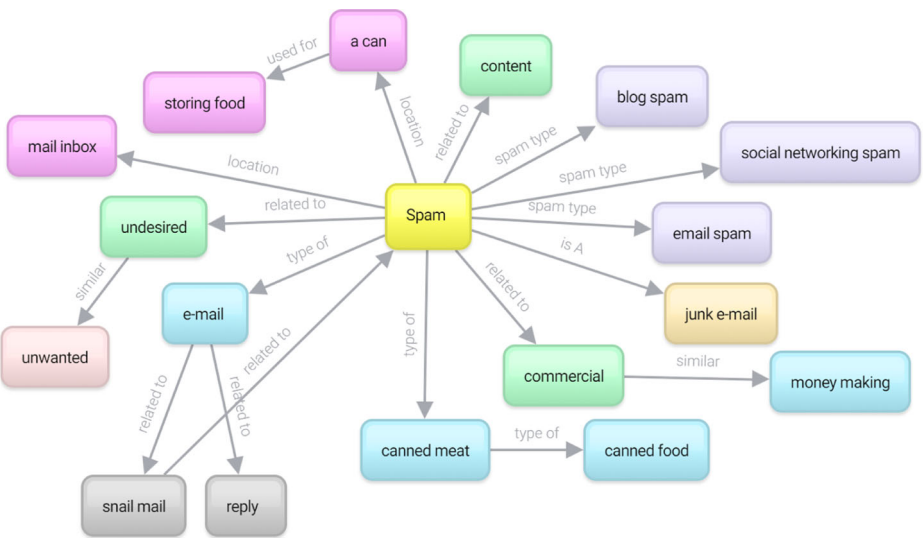 a can
used for
content
storing food
blog spam
location
related to
mail inbox
spam type
social networking spam
location
spam type
related to
Spam
spam type
undesired
email spam
type of
is A
similar
related to
e-mail
junk e-mail
type of
related to
unwanted
commercial
similar
money making
related to
related to
type of
canned meat
canned food
snail mail
reply